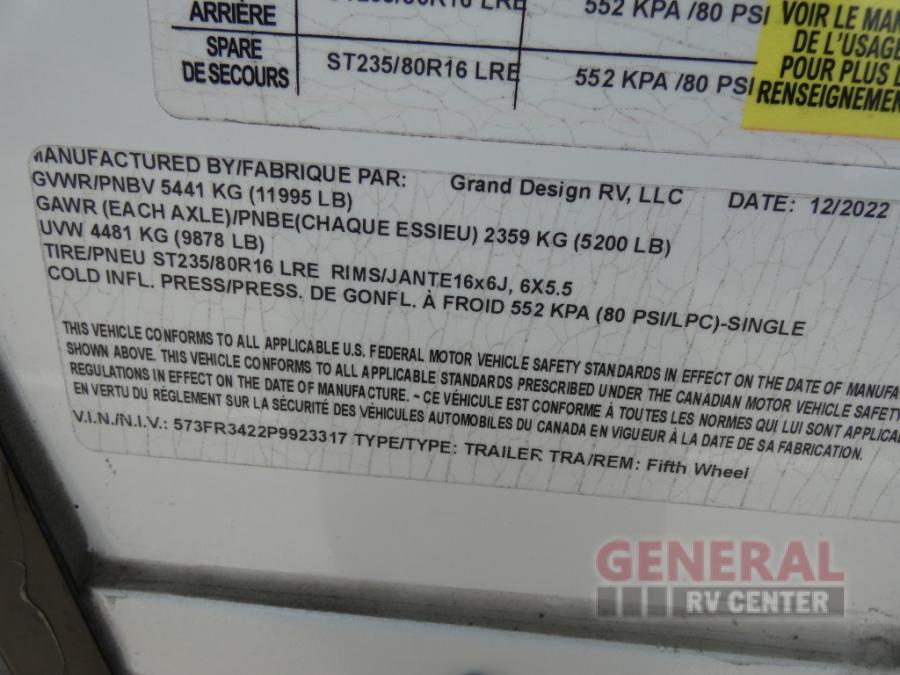 ARRIÈRE ST235/80R16 LRE 552 KPA /80 PSI
SPARE
DE SECOURS ST235/80R16 LRE 552 KPA /80 PSI
VOIR LE
DE L'USAGE
POUR PLUS
RENSEIGNEMEN
MANUFACTURED BY/FABRIQUE PAR: Grand Design RV, LLC DATE: 12/2022
GVWR/PNBV 5441 KG (11995 LB)
GAWR (EACH AXLE)/PNBE(CHAQUE ESSIEU) 2359 KG (5200 LB)
UVW 4481 KG (9878 LB)
TIRE/PNEU ST235/80R16 LRE RIMS/JANTE16x6J, 6X5.5
COLD INFL. PRESS/PRESS. DE GONFL. À FROID 552 KPA (80 PSI/LPC)-SINGLE
THIS VEHICLE CONFORMS TO ALL APPLICABLE U.S. FEDERAL MOTOR VEHICLE SAFETY STANDARDS IN EFFECT ON THE DATE OF MANUFA
SHOWN ABOVE. THIS VEHICLE CONFORMS TO ALL APPLICABLE STANDARDS PRESCRIBED UNDER THE CANADIAN MOTOR VEHICLE SAFETY
REGULATIONS IN EFFECT ON THE DATE OF MANUFACTURE. ~ CE VÉHICULE EST CONFORME À TOUTES LES NORMES QUI LUI SONT APPLICA
EN VERTU DU RÉGLEMENT SUR LA SÉCURITÉ DES VÉHICULES AUTOMOBILES DU CANADA EN VIGUEUR À LA DATE DE SA FABRICATION.
V.I.N./N.I.V.: 573FR3422P9923317 TYPE/TYPE: TRAILER TRA/REM: Fifth Wheel
GENERAL
RV CENTER